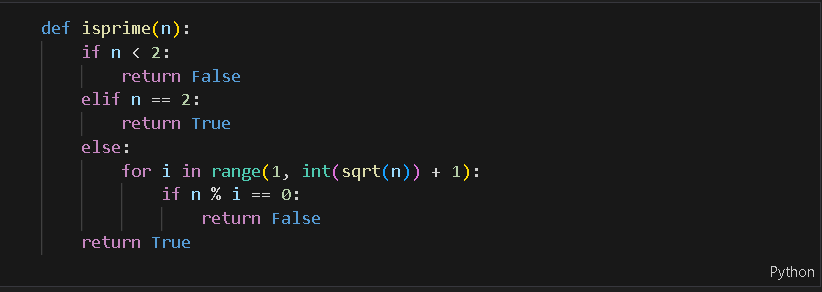 def isprime(n):
    if n < 2:
        return False
    elif n == 2:
        return True
    else:
        for i in range(1, int(sqrt(n)) + 1):
            if n % i == 0:
                return False
    return True
Python